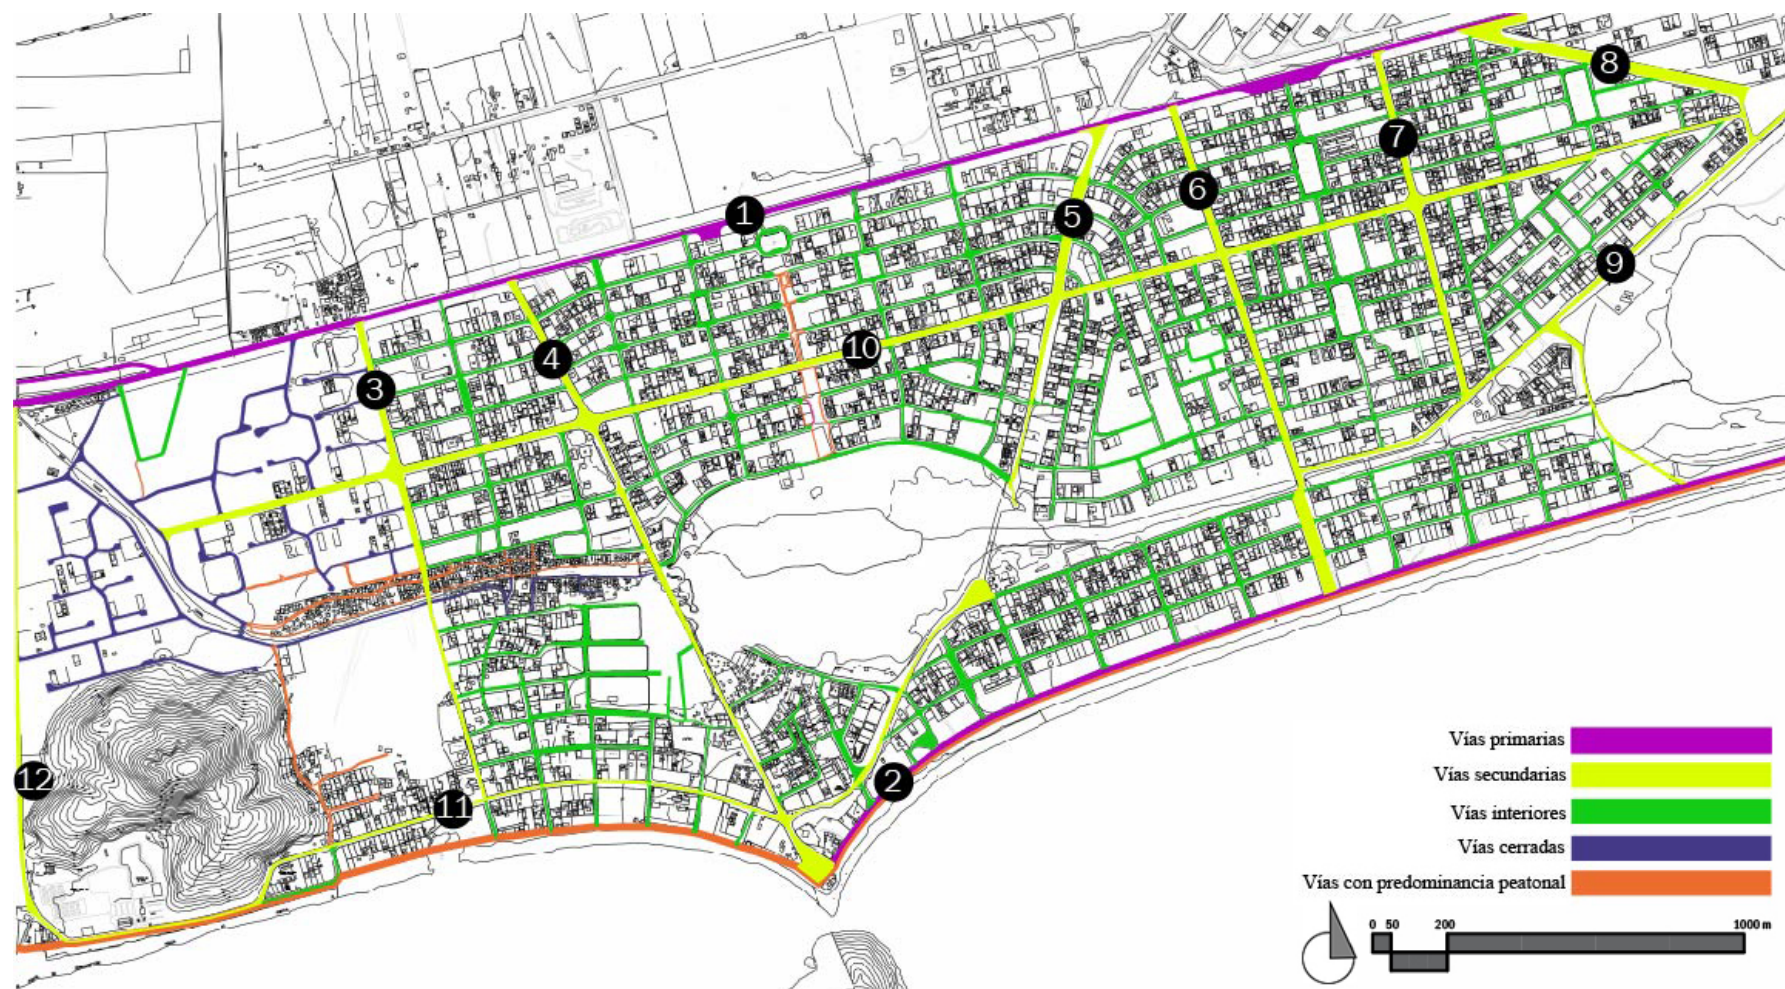 8
7
6
1
5
9
10
4
3
Vías primarias
Vías secundarias
12
2
11
Vías interiores
Vías cerradas
Vías con predominancia peatonal
0 50 200 1000 m